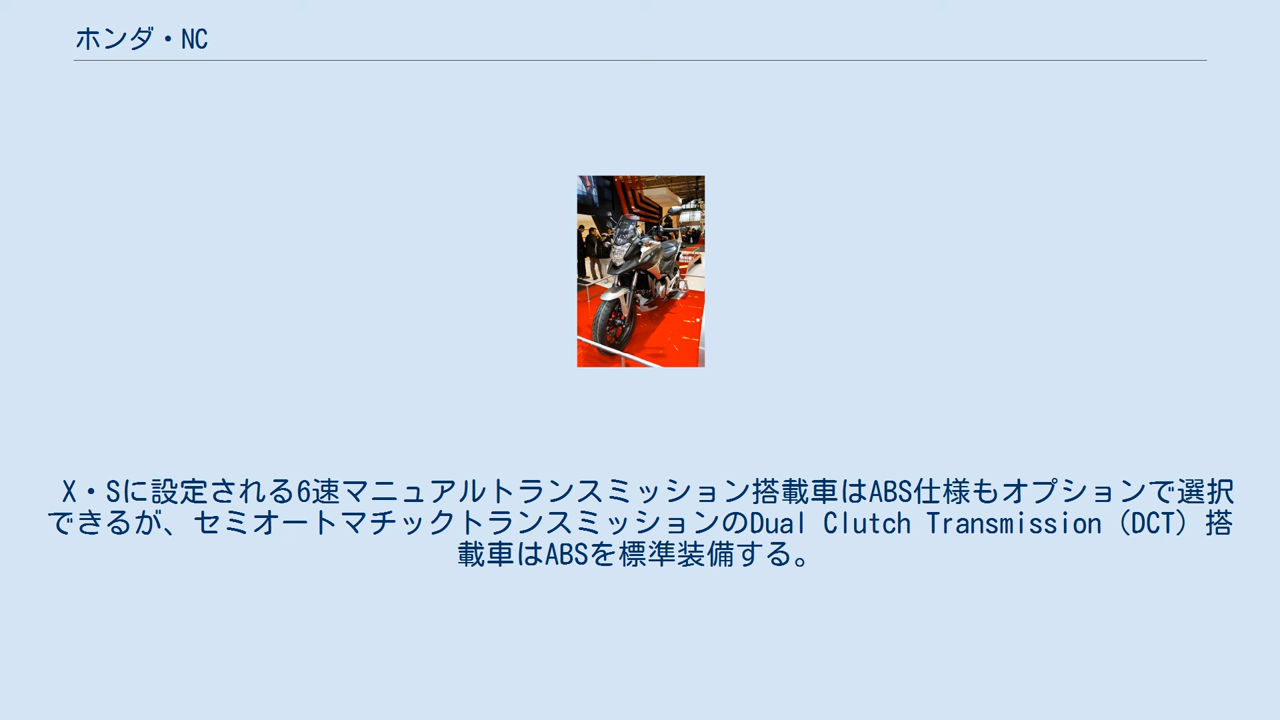 ホンダ・NC
X・Sに設定される6速マニュアルトランスミッション搭載車はABS仕様もオプションで選択
できるが、セミオートマチックトランスミッションのDual Clutch Transmission（DCT）搭
載車はABSを標準装備する。